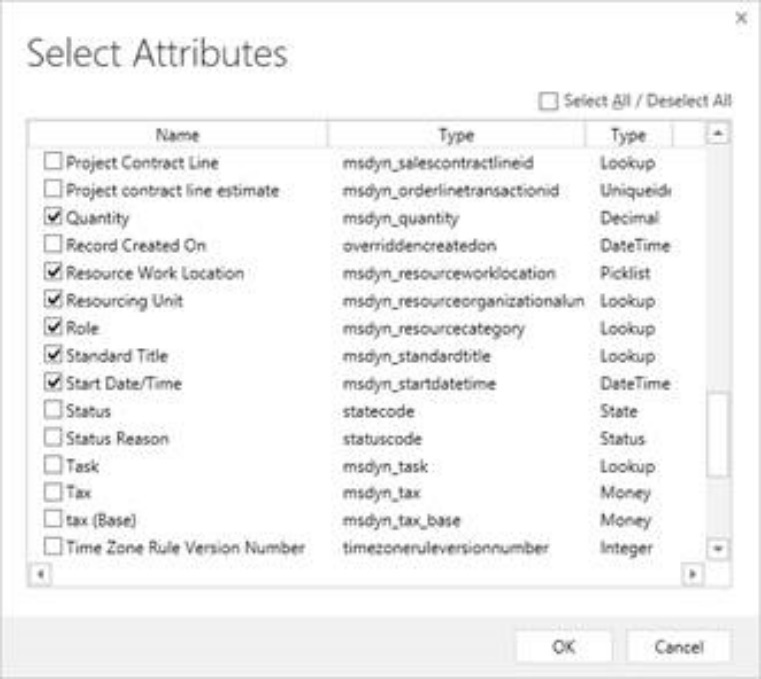 Select Attributes
Select All / Deselect All
Name Type Type
Project Contract Line msdyn_salescontractlineid Lookup
Project contract line estimate msdyn_orderlinetransactionid Uniqueid
Quantity msdyn_quantity Decimal
Record Created On overriddencreatedon DateTime
Resource Work Location msdyn_resourceworklocation Picklist
Resourcing Unit msdyn_resourceorganizationalun Lookup
Role msdyn_resourcecategory Lookup
Standard Title msdyn_standardtitle Lookup
Start Date/Time msdyn_startdatetime DateTime
Status statecode State
Status Reason statuscode Status
Task msdyn_task Lookup
Tax msdyn_tax Money
tax (Base) msdyn_tax_base Money
Time Zone Rule Version Number timezoneruleversionnumber Integer
OK Cancel